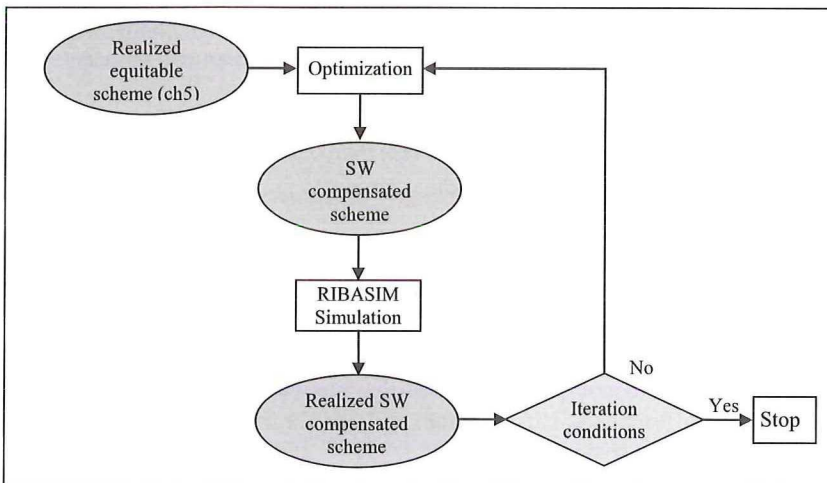 Realized
equitable
scheme (ch5)
Optimization
SW
compensated
scheme
RIBASIM
Simulation
Realized SW
compensated
scheme
Iteration
conditions
No
Yes
Stop